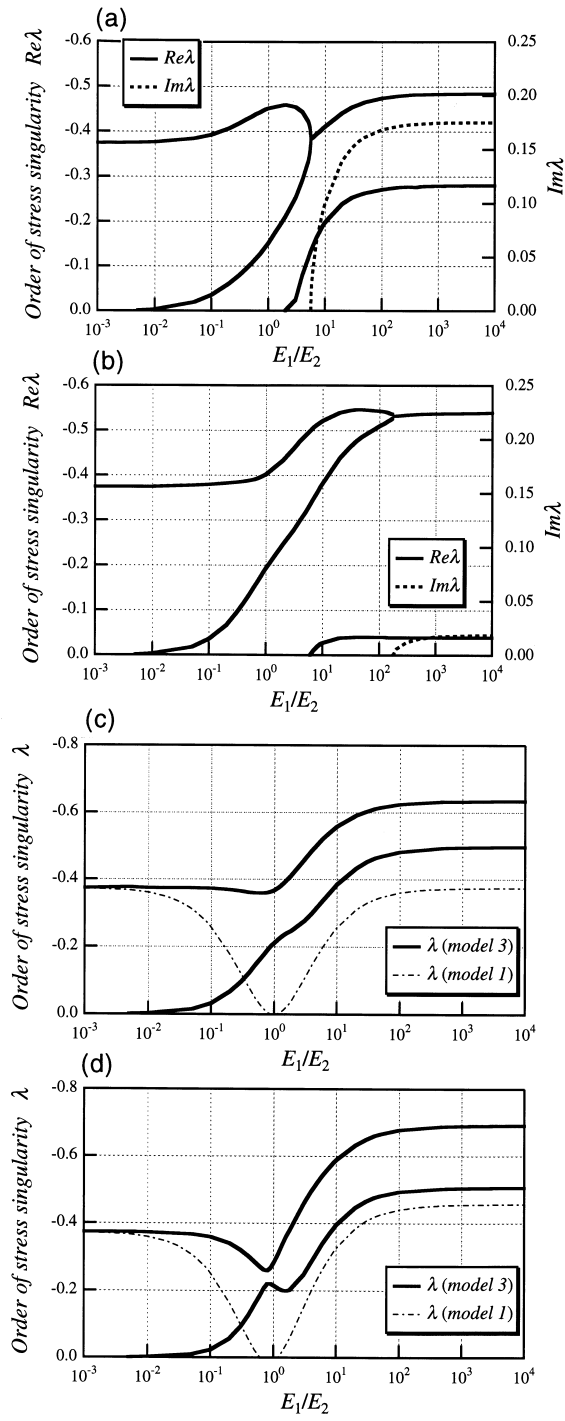 (a)
Order of stress singularity Reλ
-0.6
-0.5
-0.4
-0.3
-0.2
-0.1
0.0
Reλ
Imλ
0.25
0.20
0.15
0.10
0.05
0.00
Imλ
10-3 10-2 10-1 100 101 102 103 104
E1/E2
(b)
Order of stress singularity Reλ
-0.6
-0.5
-0.4
-0.3
-0.2
-0.1
0.0
Reλ
Imλ
0.25
0.20
0.15
0.10
0.05
0.00
Imλ
10-3 10-2 10-1 100 101 102 103 104
E1/E2
(c)
Order of stress singularity λ
-0.8
-0.6
-0.4
-0.2
0.0
λ (model 3)
λ (model 1)
10-3 10-2 10-1 100 101 102 103 104
E1/E2
(d)
Order of stress singularity λ
-0.8
-0.6
-0.4
-0.2
0.0
λ (model 3)
λ (model 1)
10-3 10-2 10-1 100 101 102 103 104
E1/E2